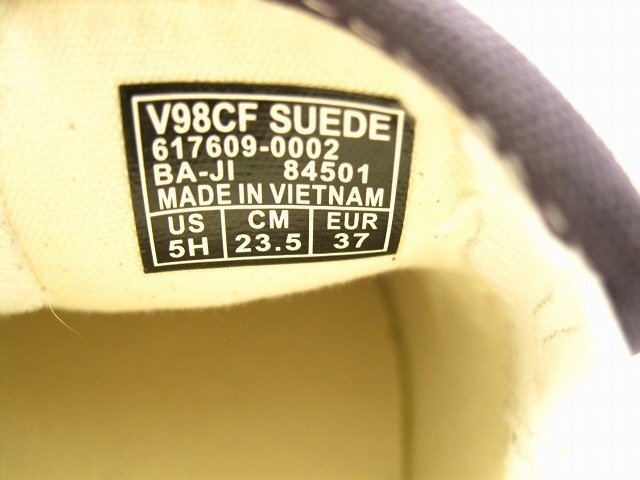 V98CF SUEDE
617609-0002
BA-JI 84501
MADE IN VIETNAM
US CM EUR
5H 23.5 37